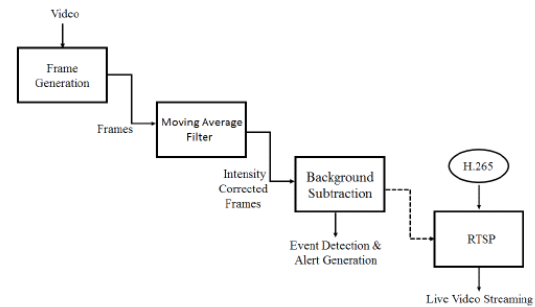 Video
Frame
Generation
Frames
Moving Average
Filter
Intensity
Corrected
Frames
Background
Subtraction
Event Detection &
Alert Generation
H.265
RTSP
Live Video Streaming